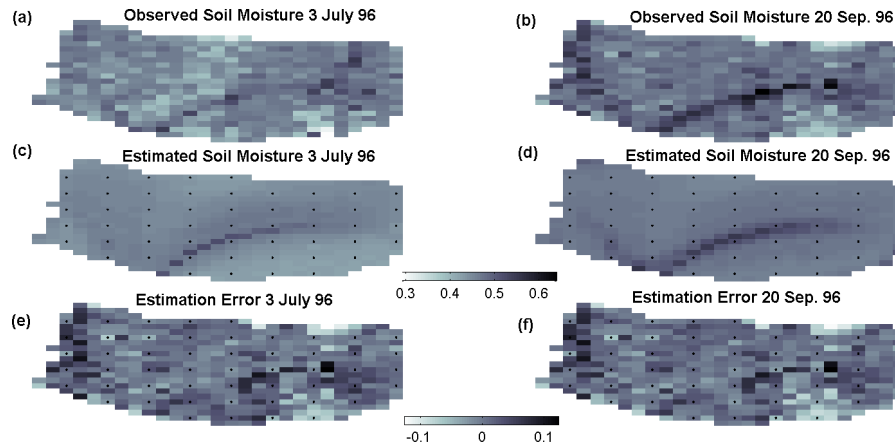 (a) Observed Soil Moisture 3 July 96
(b) Observed Soil Moisture 20 Sep. 96
(c) Estimated Soil Moisture 3 July 96
(d) Estimated Soil Moisture 20 Sep. 96
0.3 0.4 0.5 0.6
(e) Estimation Error 3 July 96
Estimation Error 20 Sep. 96 (f)
-0.1 0 0.1